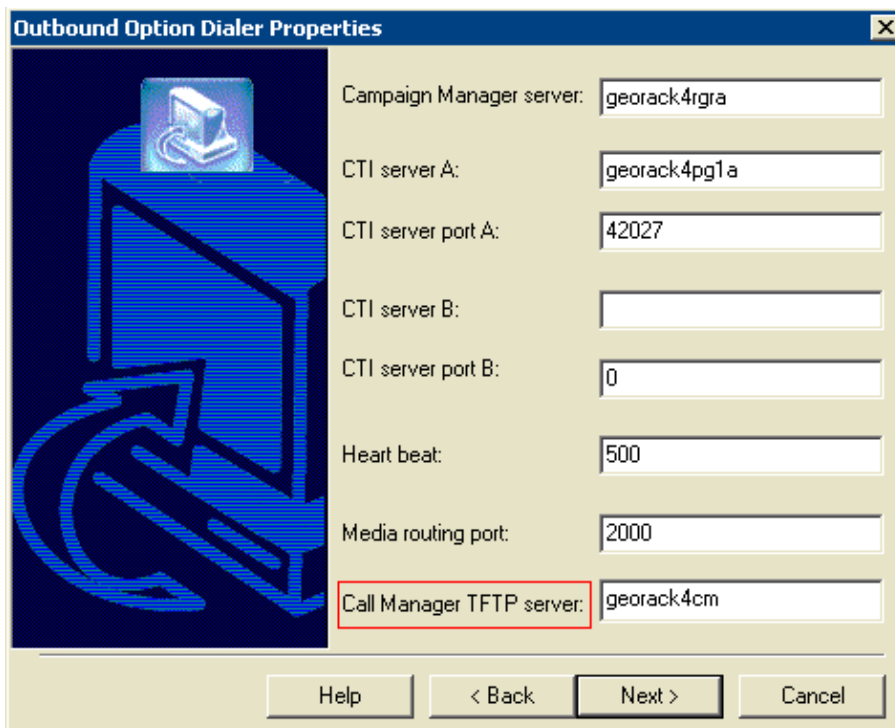 Outbound Option Dialer Properties
Campaign Manager server: georack4rgra
CTI server A: georack4pg1a
CTI server port A: 42027
CTI server B:
CTI server port B: 0
Heart beat: 500
Media routing port: 2000
Call Manager TFTP server: georack4cm
Help < Back Next > Cancel